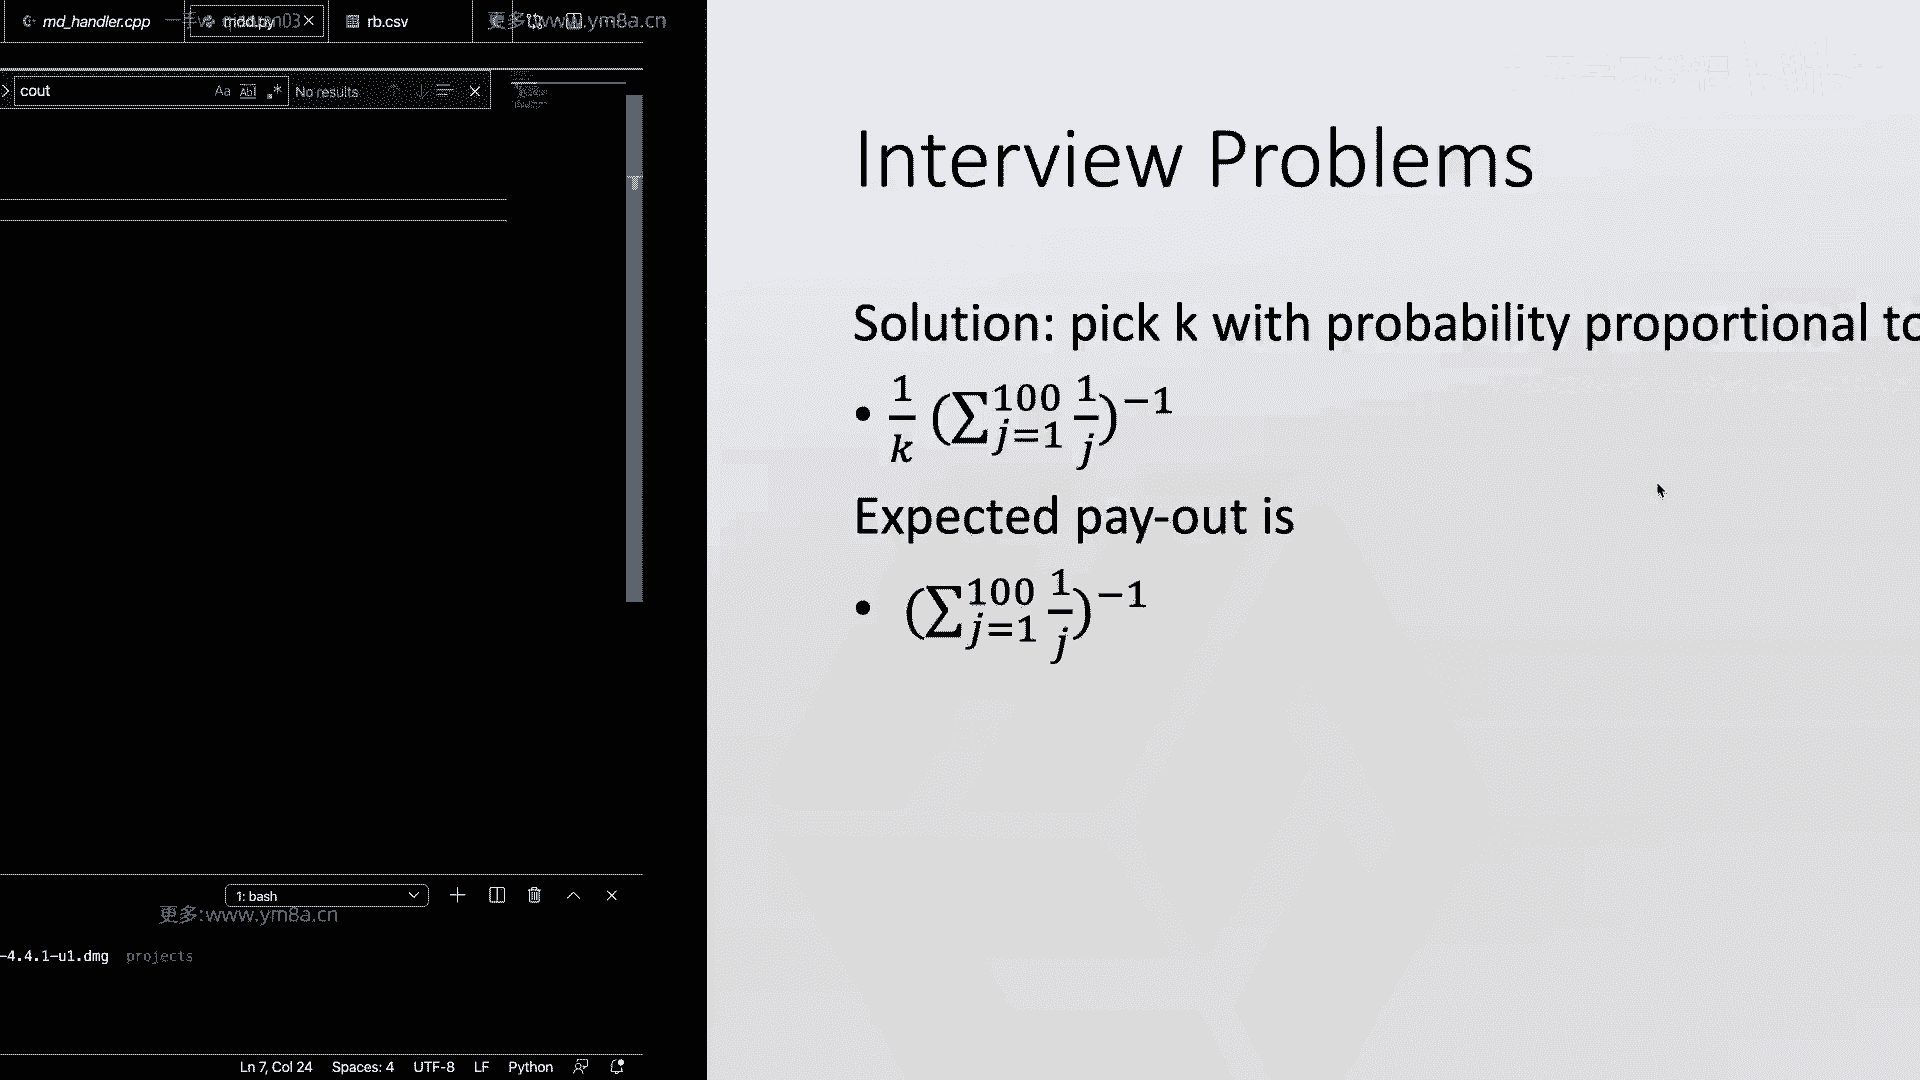 md_handler.cpp
mdd.py
rb.csv
更多:www.ym8a.cn
cout
Aa
Abl
.*
No results
Interview Problems
Solution: pick k with probability proportional to
• \frac{1}{k} (\sum_{j=1}^{100} \frac{1}{j})^{-1}
Expected pay-out is
• (\sum_{j=1}^{100} \frac{1}{j})^{-1}
1: bash
更多:www.ym8a.cn
-4.4.1-u1.dmg projects
Ln 7, Col 24 Spaces: 4 UTF-8 LF Python